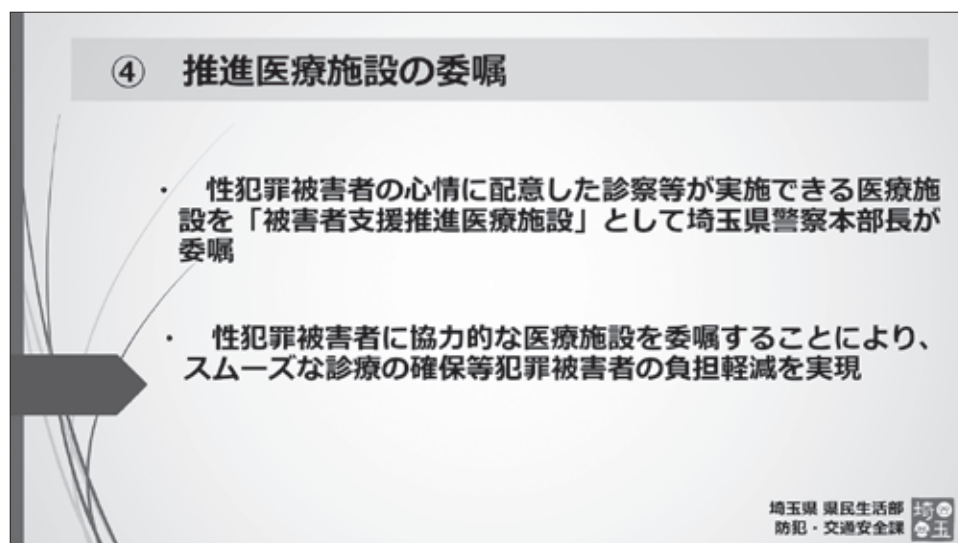 ④ 推進医療施設の委嘱
・ 性犯罪被害者の心情に配意した診察等が実施できる医療施
設を「被害者支援推進医療施設」として埼玉県警察本部長が
委嘱
・ 性犯罪被害者に協力的な医療施設を委嘱することにより、
スムーズな診療の確保等犯罪被害者の負担軽減を実現
埼玉県 県民生活部
防犯・交通安全課
埼
玉